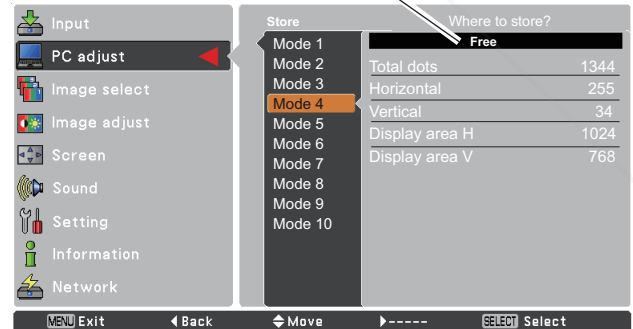 Input
PC adjust
Image select
Image adjust
Screen
Sound
Setting
Information
Network
Store
Mode 1
Mode 2
Mode 3
Mode 4
Mode 5
Mode 6
Mode 7
Mode 8
Mode 9
Mode 10
Where to store?
Free
Total dots 1344
Horizontal 255
Vertical 34
Display area H 1024
Display area V 768
MENU Exit Back Move ----- SELECT Select